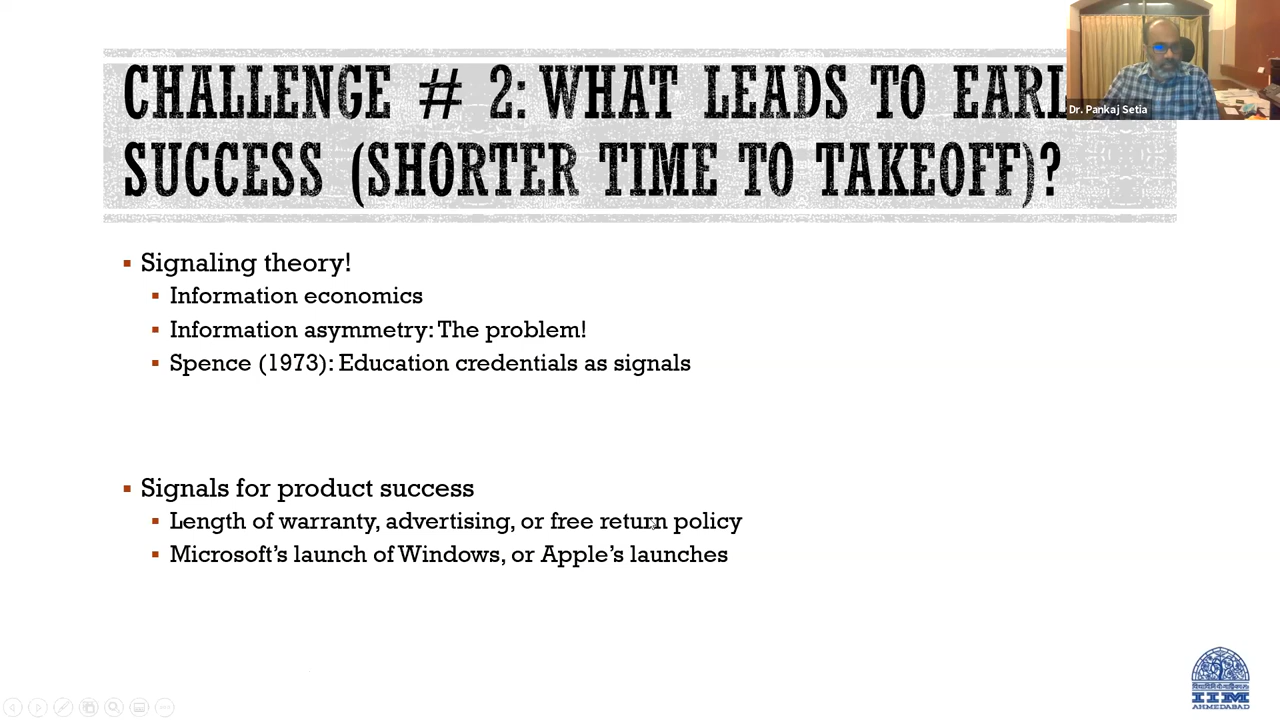 CHALLENGE # 2: WHAT LEADS TO EARL
SUCCESS (SHORTER TIME TO TAKEOFF)?
Dr. Pankaj Setia
▪ Signaling theory!
▪ Information economics
▪ Information asymmetry: The problem!
▪ Spence (1973): Education credentials as signals
▪ Signals for product success
▪ Length of warranty, advertising, or free return policy
▪ Microsoft's launch of Windows, or Apple's launches
IIM
AHMEDABAD